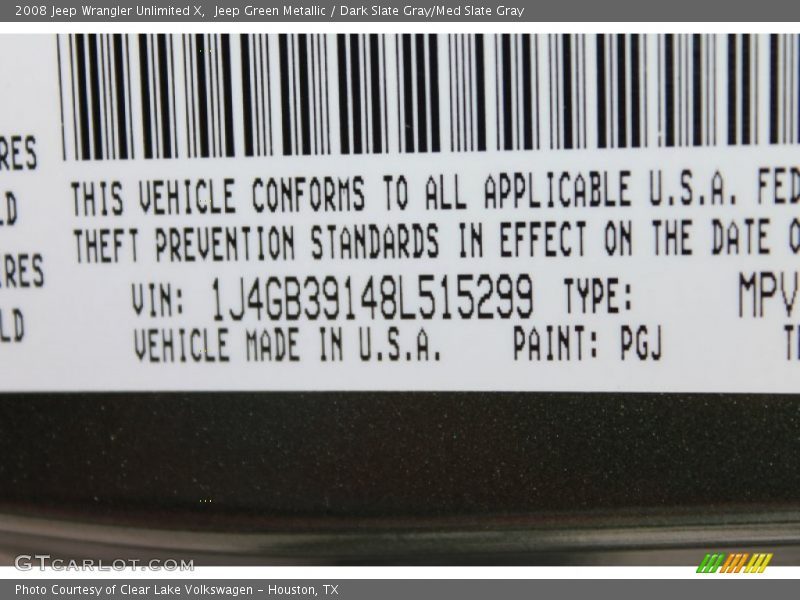 2008 Jeep Wrangler Unlimited X, Jeep Green Metallic / Dark Slate Gray/Med Slate Gray
RES
THIS VEHICLE CONFORMS TO ALL APPLICABLE U.S.A. FED
LD
THEFT PREVENTION STANDARDS IN EFFECT ON THE DATE O
RES
VIN: 1J4GB39148L515299 TYPE: MPV
LD
VEHICLE MADE IN U.S.A. PAINT: PGJ
GTcarlot.com
Photo Courtesy of Clear Lake Volkswagen - Houston, TX